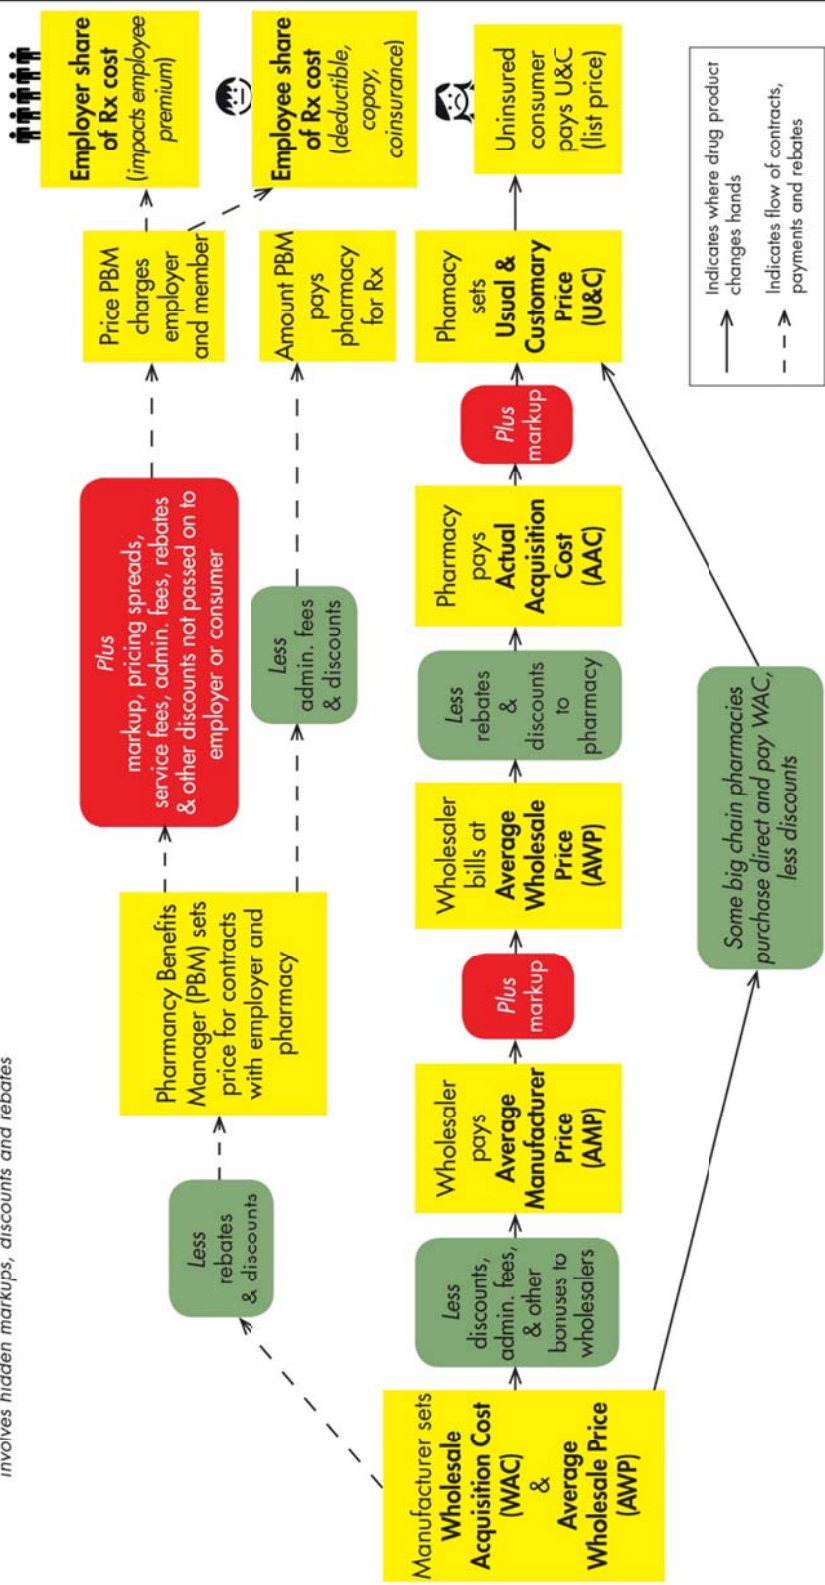 involves hidden markups, discounts and rebates
Manufacturer sets
Wholesale
Acquisition Cost
(WAC)
&
Average
Wholesale Price
(AWP)
Less
rebates
& discounts
Pharmancy Benefits
Manager (PBM) sets
price for contracts
with employer and
pharmacy
Plus
markup, pricing spreads,
service fees, admin. fees, rebates
& other discounts not passed on to
employer or consumer
Price PBM
charges
employer
and member
Employer share
of Rx cost
(impacts employee
premium)
Employee share
of Rx cost
(deductible,
copay,
coinsurance)
Less
admin. fees
& discounts
Amount PBM
pays
pharmacy
for Rx
Less
discounts,
admin. fees,
& other
bonuses to
wholesalers
Wholesaler
pays
Average
Manufacturer
Price
(AMP)
Plus
markup
Wholesaler
bills at
Average
Wholesale
Price
(AWP)
Less
rebates
&
discounts
to
pharmacy
Pharmacy
pays
Actual
Acquisition
Cost
(AAC)
Plus
markup
Phamacy
sets
Usual &
Customary
Price
(U&C)
Uninsured
consumer
pays U&C
(list price)
Some big chain pharmacies
purchase direct and pay WAC,
less discounts
Indicates where drug product
changes hands
Indicates flow of contracts,
payments and rebates